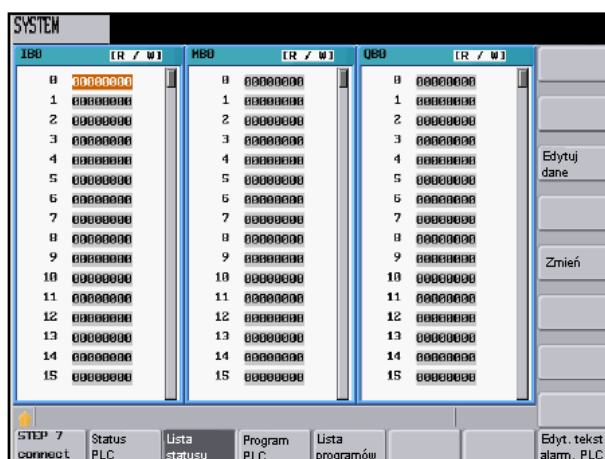 SYSTEM
IB0 [R / W] MB0 [R / W] QB0 [R / W]
0 00000000 0 00000000 0 00000000
1 00000000 1 00000000 1 00000000
2 00000000 2 00000000 2 00000000
3 00000000 3 00000000 3 00000000
4 00000000 4 00000000 4 00000000
5 00000000 5 00000000 5 00000000
6 00000000 6 00000000 6 00000000
7 00000000 7 00000000 7 00000000
8 00000000 8 00000000 8 00000000
9 00000000 9 00000000 9 00000000
10 00000000 10 00000000 10 00000000
11 00000000 11 00000000 11 00000000
12 00000000 12 00000000 12 00000000
13 00000000 13 00000000 13 00000000
14 00000000 14 00000000 14 00000000
15 00000000 15 00000000 15 00000000
Edytuj
dane
Zmień
STEP 7
connect
Status
PLC
Lista
statusu
Program
PLC
Lista
programów
Edyt. tekst
alarm. PLC